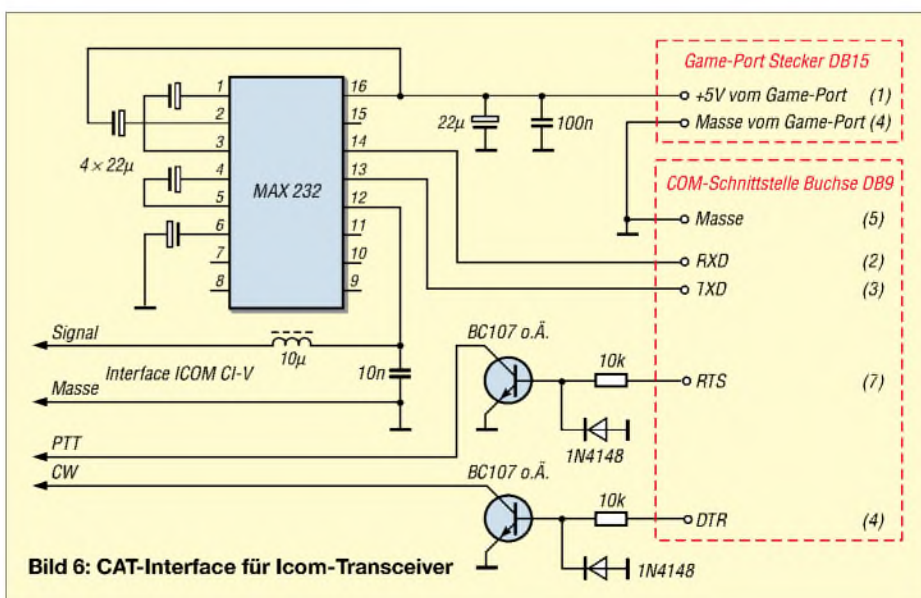 Game-Port Stecker DB15
+5V vom Game-Port (1)
Masse vom Game-Port (4)
COM-Schnittstelle Buchse DB9
Masse (5)
RXD (2)
TXD (3)
RTS (7)
DTR (4)
1
2
3
4
5
6
7
8
16
15
14
13
12
11
10
9
MAX 232
4 × 22µ
22µ
100n
Signal
10µ
Interface ICOM CI-V
10n
Masse
PTT
CW
BC107 o.Ä.
10k
1N4148
BC107 o.Ä.
10k
1N4148
Bild 6: CAT-Interface für Icom-Transceiver